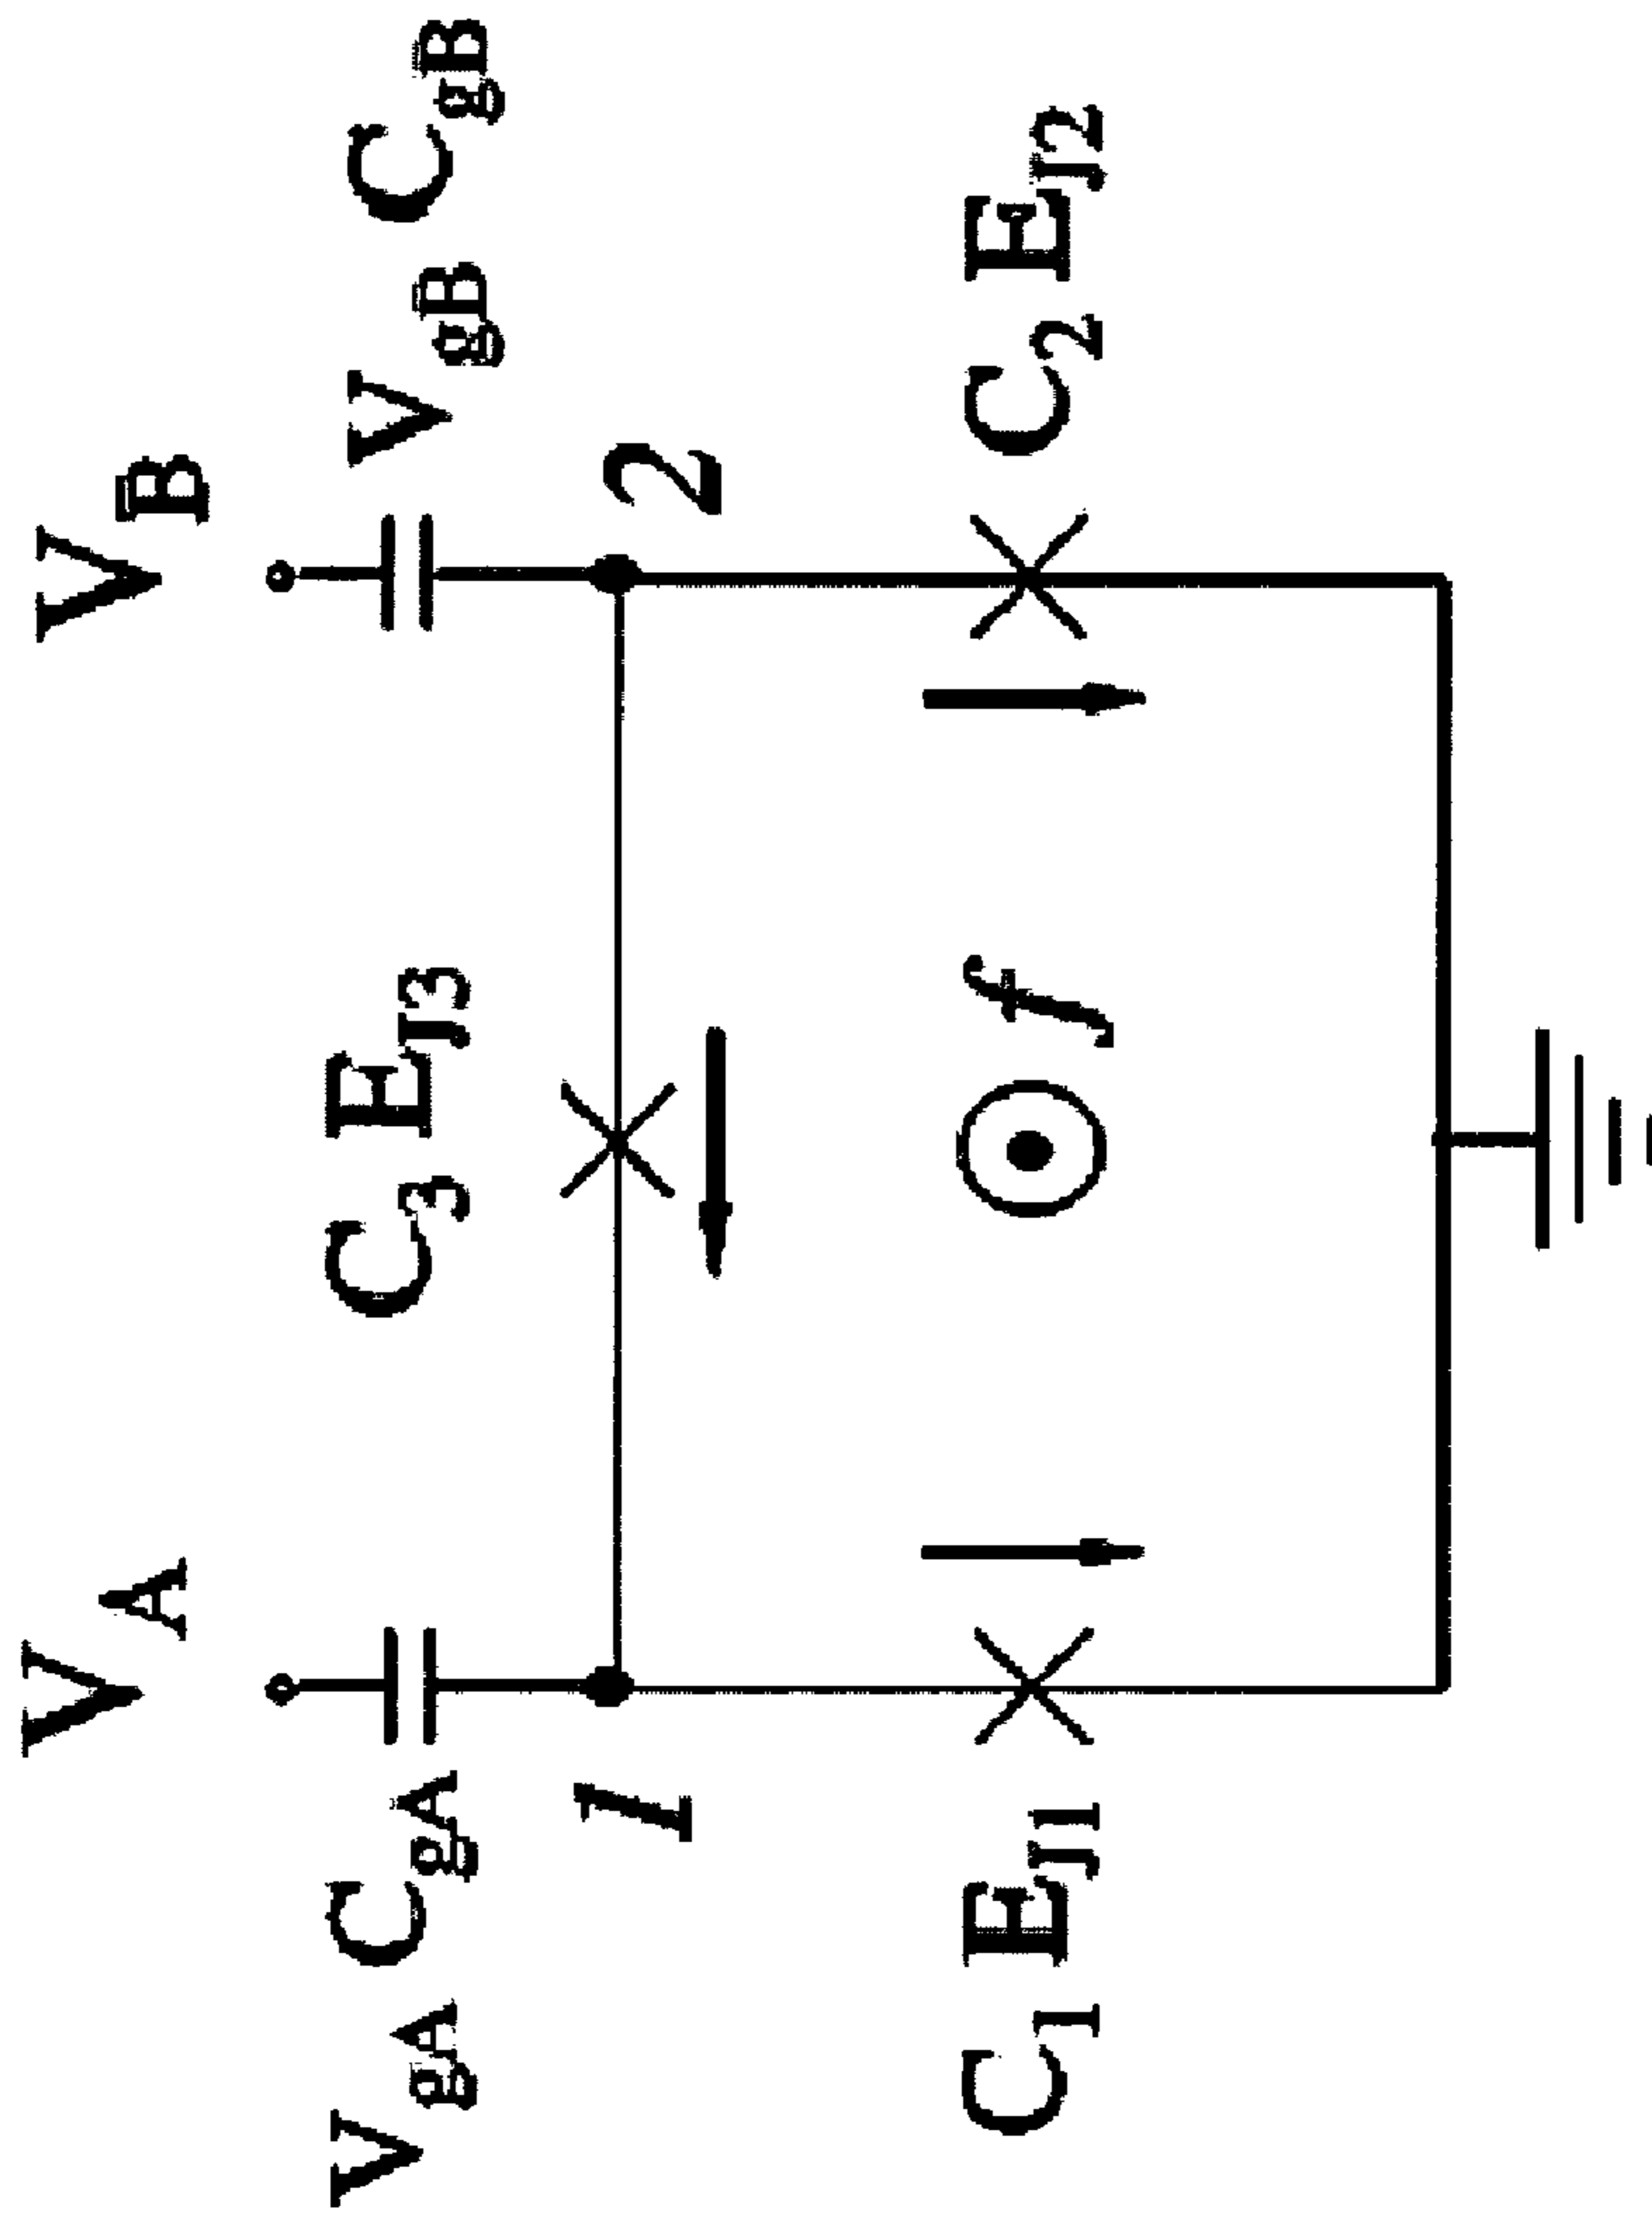 V_A
V_B
V_gA C_gA
C_3 E_J3
V_gB C_gB
1
2
C_1 E_J1
f
C_2 E_J2